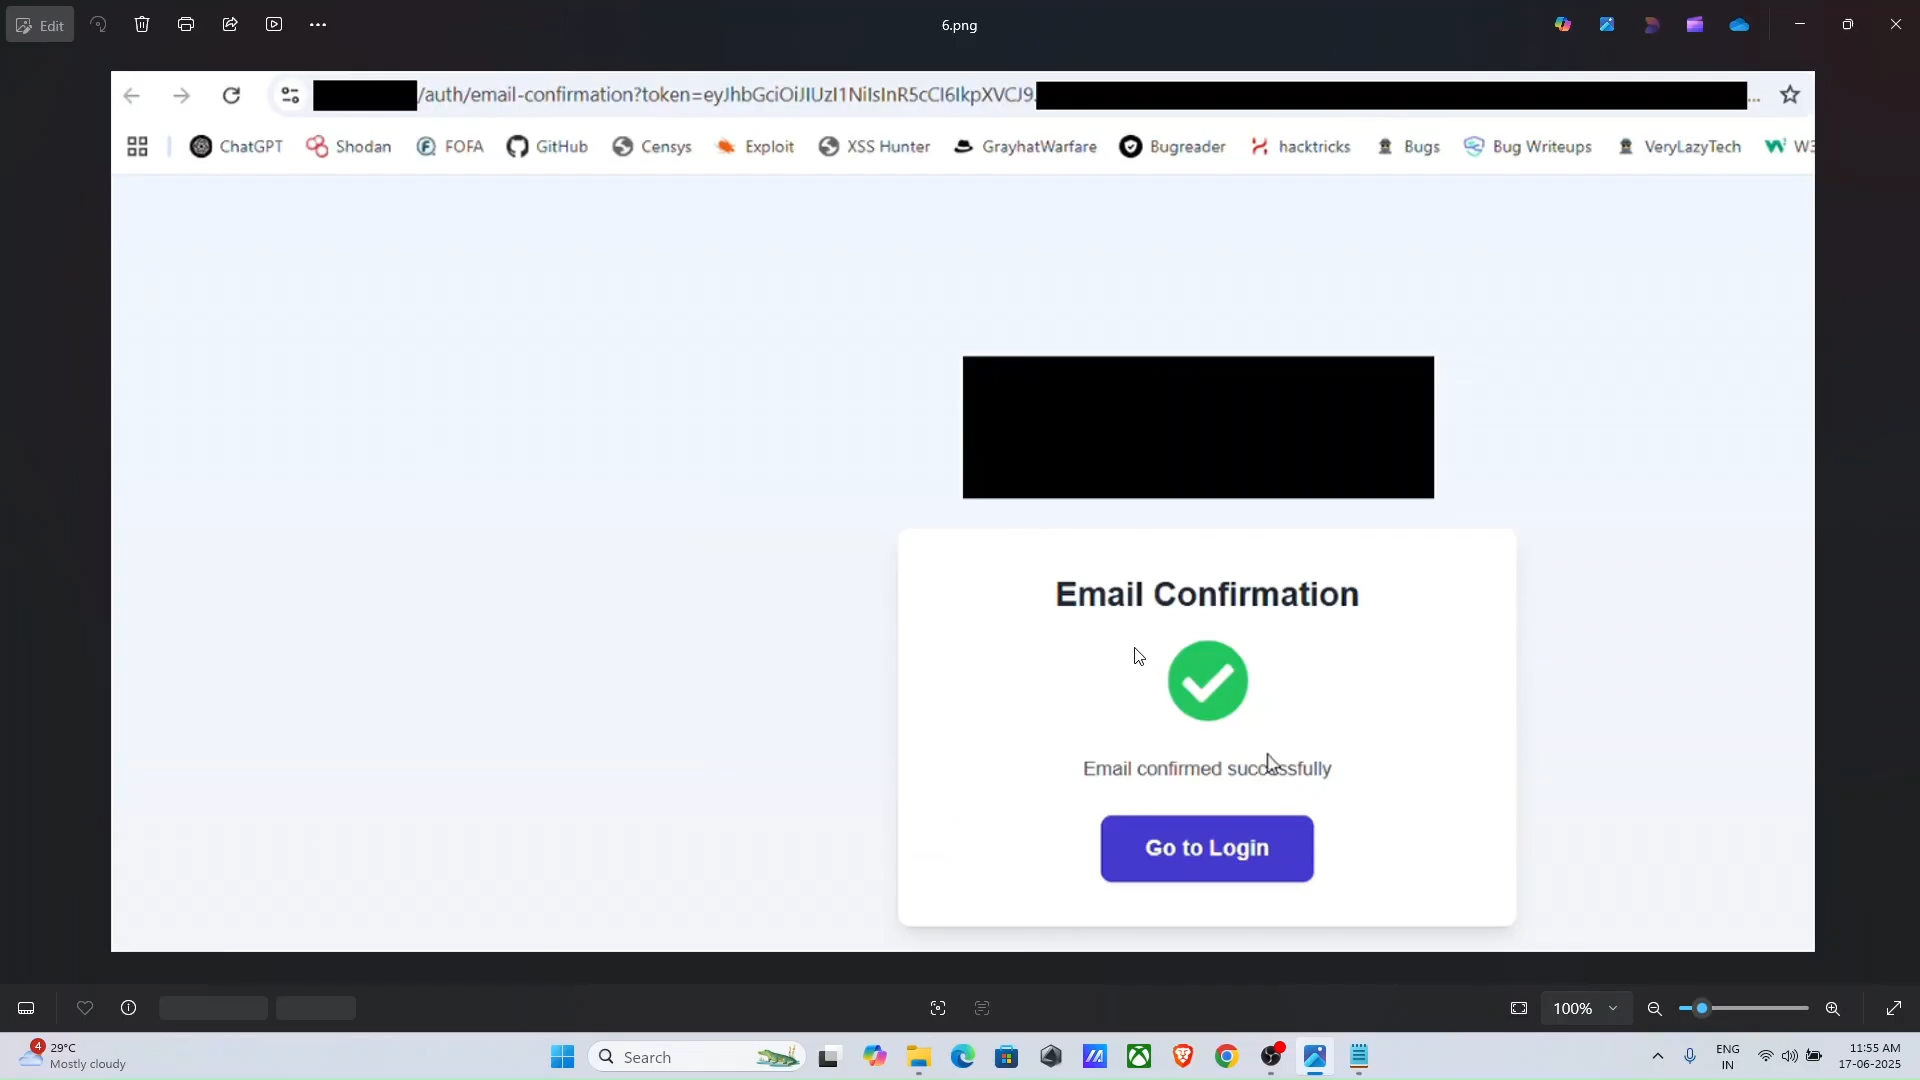 Edit
6.png
/auth/email-confirmation?token=eyJhbGciOiJIUzI1NiIsInR5cCI6IkpXVCJ9.
...
ChatGPT Shodan FOFA GitHub Censys Exploit XSS Hunter GrayhatWarfare Bugreader hacktricks Bugs Bug Writeups VeryLazyTech W3
Email Confirmation
Email confirmed successfully
Go to Login
100%
4
29°C
Mostly cloudy
Search
ENG
IN
11:55 AM
17-06-2025